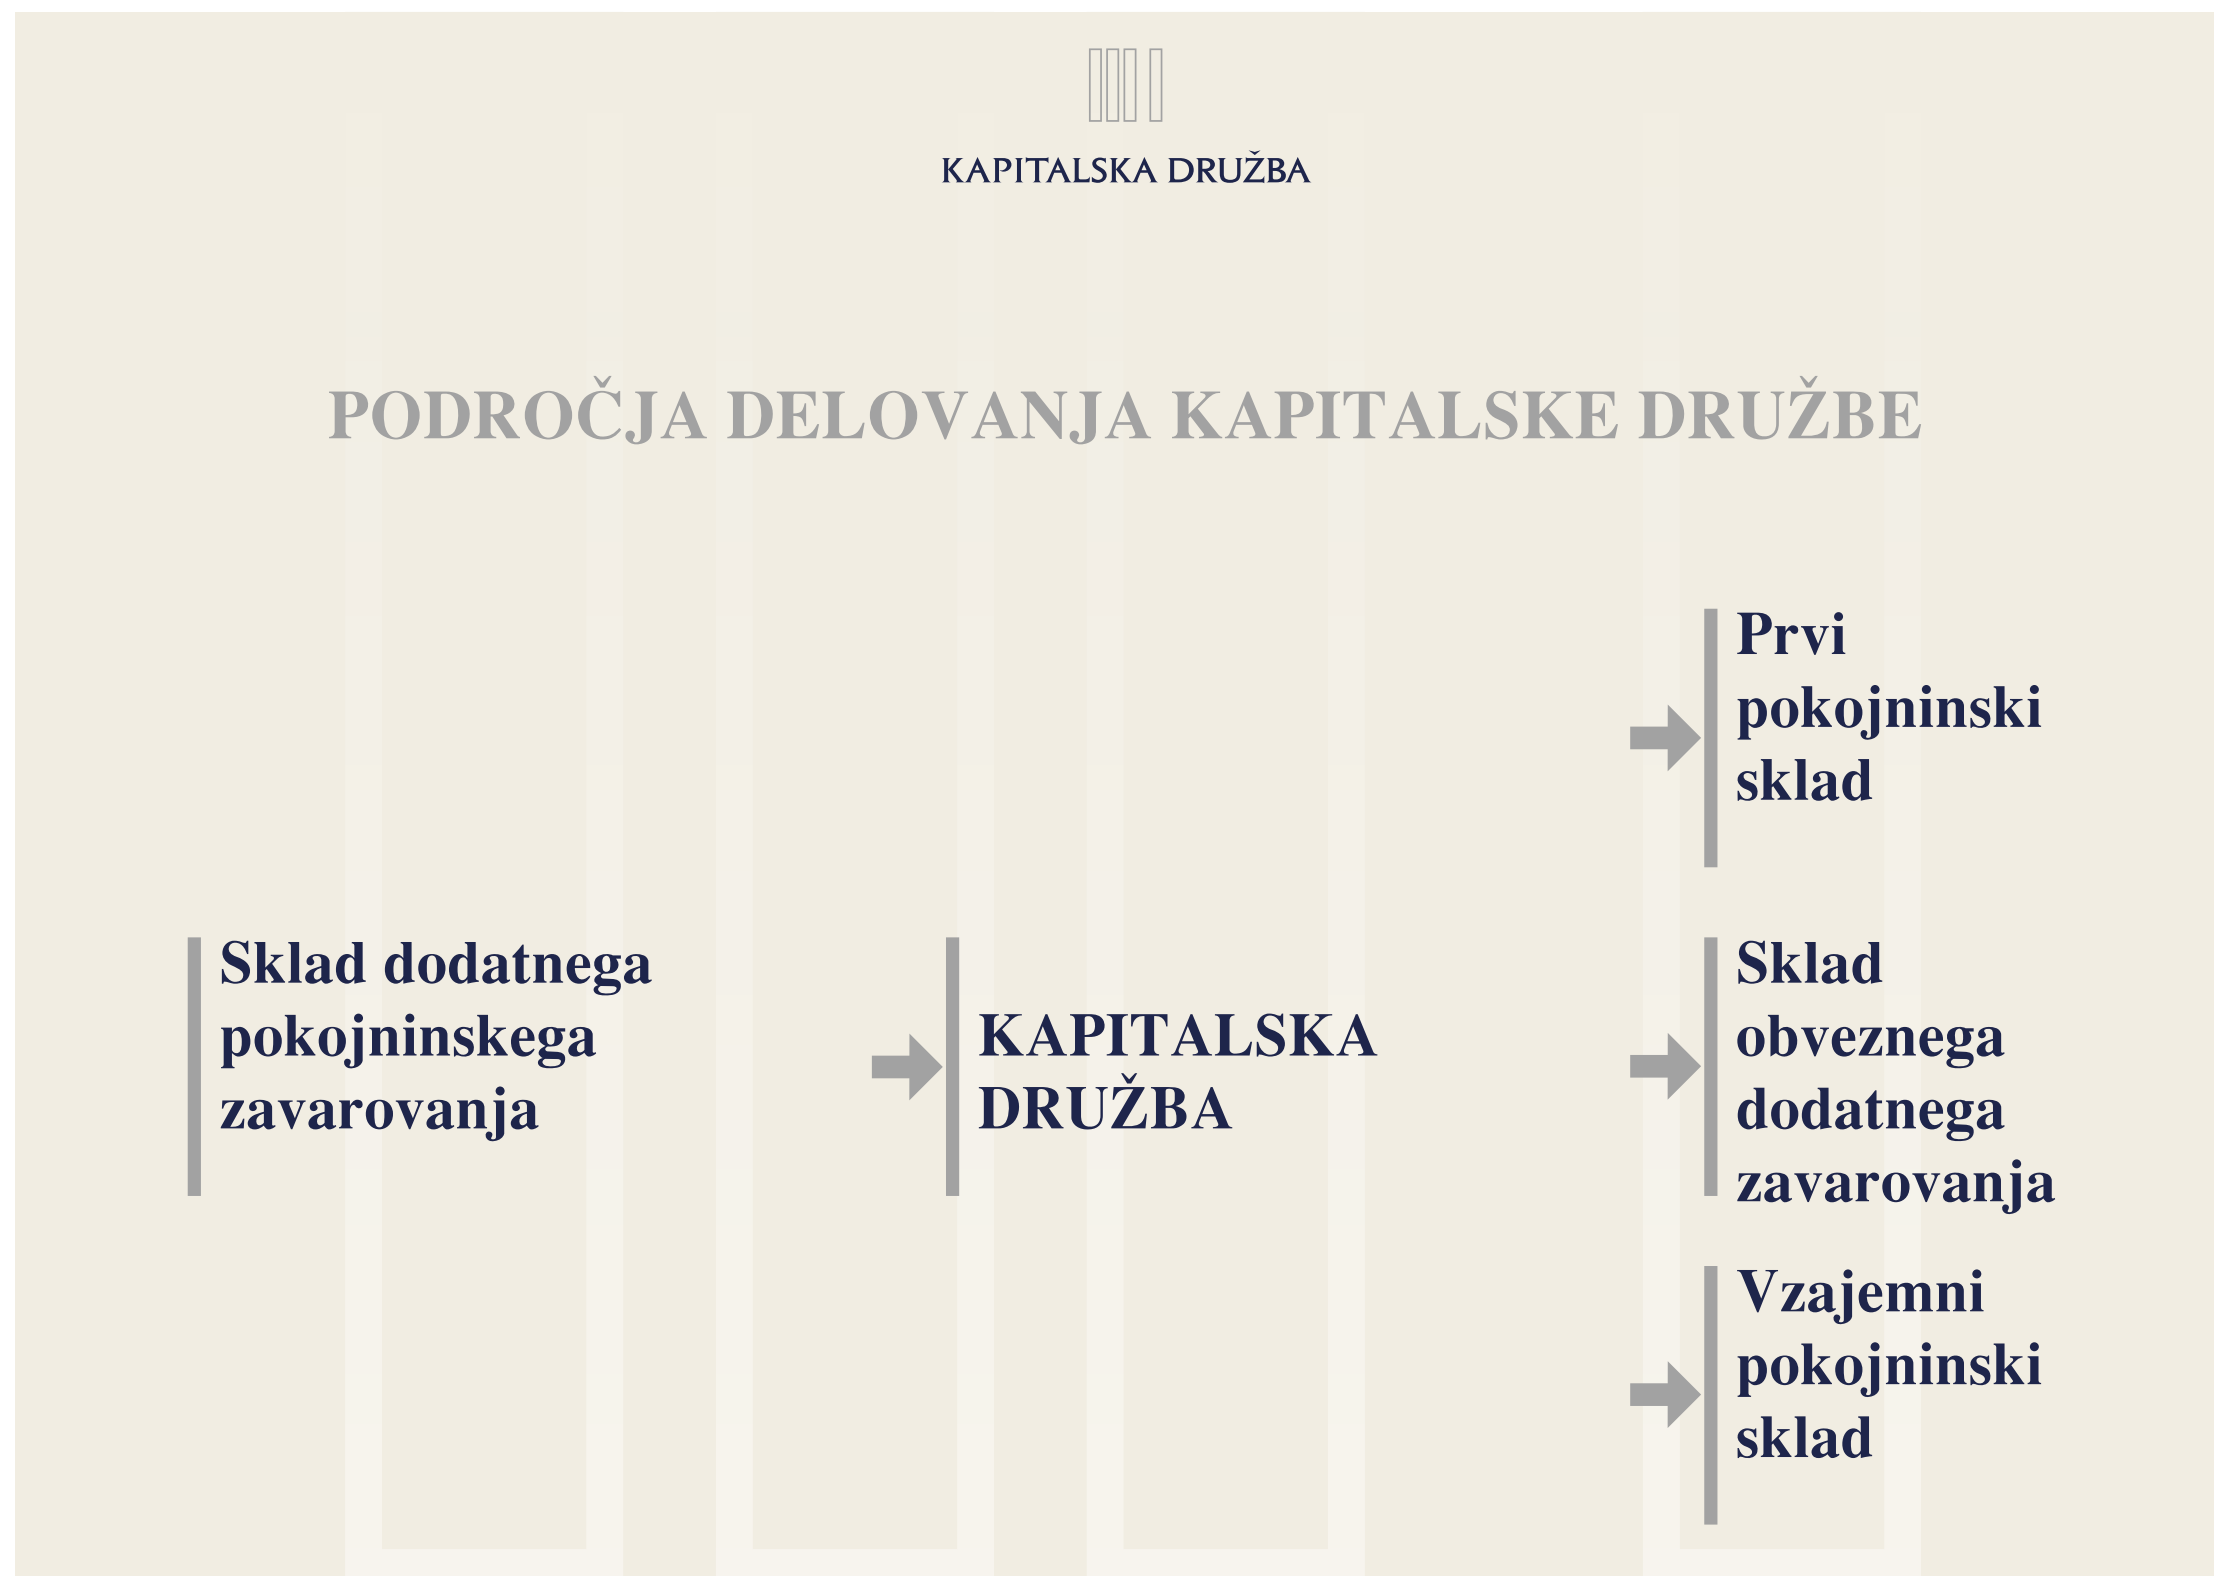 KAPITALSKA DRUŽBA
PODROČJA DELOVANJA KAPITALSKE DRUŽBE
Sklad dodatnega
pokojninskega
zavarovanja
KAPITALSKA
DRUŽBA
Prvi
pokojninski
sklad
Sklad
obveznega
dodatnega
zavarovanja
Vzajemni
pokojninski
sklad